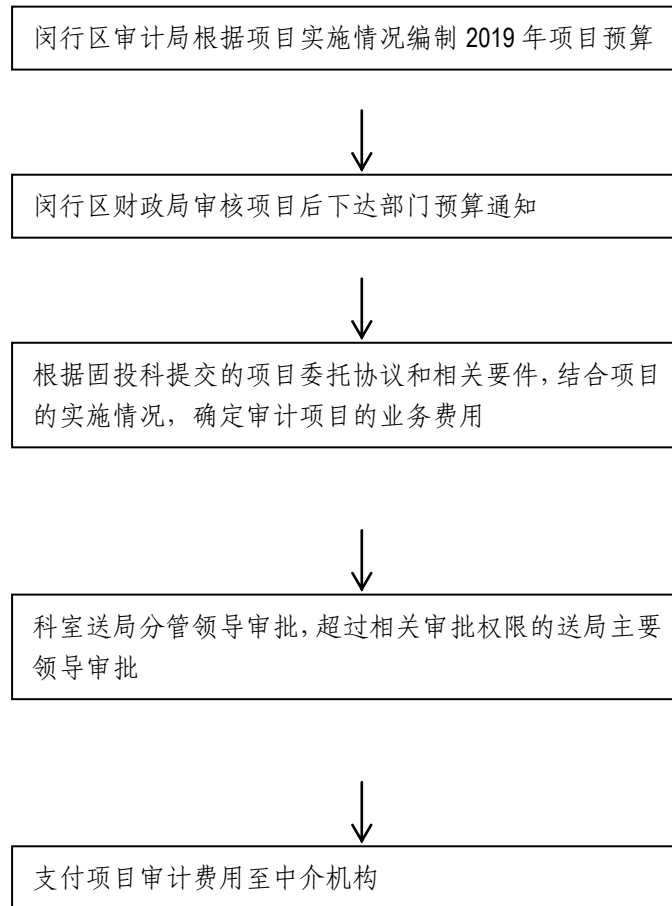 闵行区审计局根据项目实施情况编制 2019 年项目预算
闵行区财政局审核项目后下达部门预算通知
根据固投科提交的项目委托协议和相关要件，结合项目
的实施情况，确定审计项目的业务费用
科室送局分管领导审批，超过相关审批权限的送局主要
领导审批
支付项目审计费用至中介机构